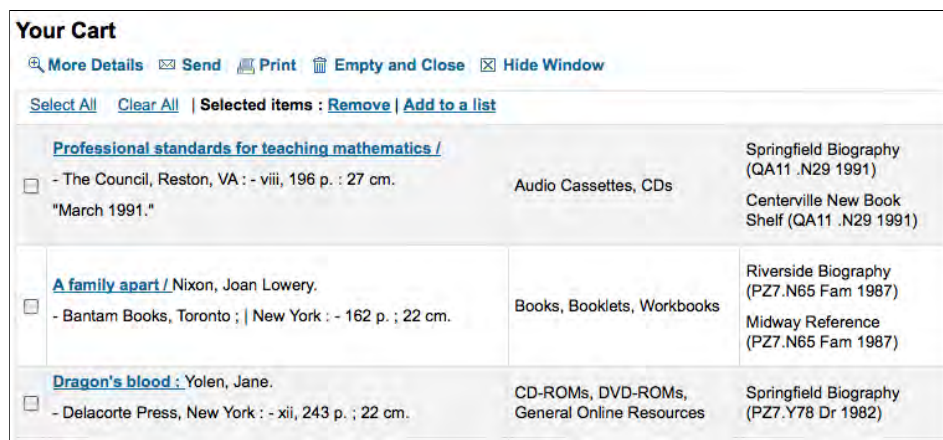 Your Cart
More Details Send Print Empty and Close Hide Window
Select All Clear All | Selected items : Remove | Add to a list
Professional standards for teaching mathematics /
- The Council, Reston, VA : - viii, 196 p. : 27 cm.
"March 1991."
Audio Cassettes, CDs
Springfield Biography
(QA11 .N29 1991)
Centerville New Book
Shelf (QA11 .N29 1991)
A family apart / Nixon, Joan Lowery.
- Bantam Books, Toronto ; | New York : - 162 p. ; 22 cm.
Books, Booklets, Workbooks
Riverside Biography
(PZ7.N65 Fam 1987)
Midway Reference
(PZ7.N65 Fam 1987)
Dragon's blood : Yolen, Jane.
- Delacorte Press, New York : - xii, 243 p. ; 22 cm.
CD-ROMs, DVD-ROMs,
General Online Resources
Springfield Biography
(PZ7.Y78 Dr 1982)